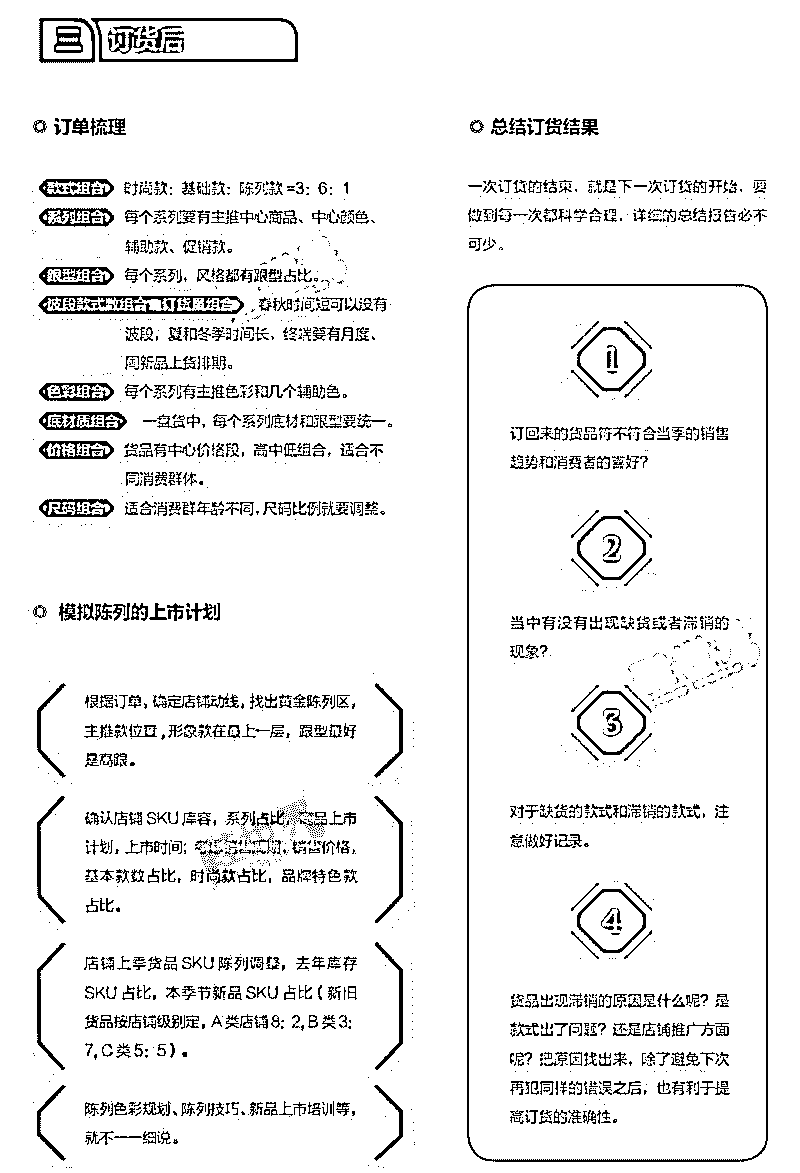 三 订货后
订单梳理
款式组合 时尚款：基础款：陈列款=3：6：1
系列组合 每个系列要有主推中心商品、中心颜色、
辅助款、促销款。
跟型组合 每个系列，风格都有跟型占比。
波段款式数组合 订货量组合 春秋时间短可以没有
波段，夏和冬季时间长，终端要有月度、
周新品上货排期。
色彩组合 每个系列有主推色彩和几个辅助色。
底材质组合 一盘货中，每个系列底材和跟型要统一。
价格组合 货品有中心价格段，高中低组合，适合不
同消费群体。
尺码组合 适合消费群年龄不同，尺码比例就要调整。
模拟陈列的上市计划
根据订单，确定店铺动线，找出黄金陈列区，
主推款位置，形象款在最上一层，跟型最好
是高跟。
确认店铺 SKU 库容，系列占比，品上市
计划，上市时间；销售价格，
基本款数占比，时尚款占比，品牌特色款
占比。
店铺上季货品 SKU 陈列调整，去年库存
SKU 占比，本季节新品 SKU 占比（新旧
货品按店铺级别定，A 类店铺 8：2，B 类 3：
7，C 类 5：5）。
陈列色彩规划、陈列技巧、新品上市培训等，
就不一一细说。
总结订货结果
一次订货的结束，就是下一次订货的开始，要
做到每一次都科学合理，详细的总结报告必不
可少。
1
订回来的货品符不符合当季的销售
趋势和消费者的喜好？
2
当中有没有出现缺货或者滞销的
现象？
3
对于缺货的款式和滞销的款式，注
意做好记录。
4
货品出现滞销的原因是什么呢？是
款式出了问题？还是店铺推广方面
呢？把原因找出来，除了避免下次
再犯同样的错误之后，也有利于提
高订货的准确性。